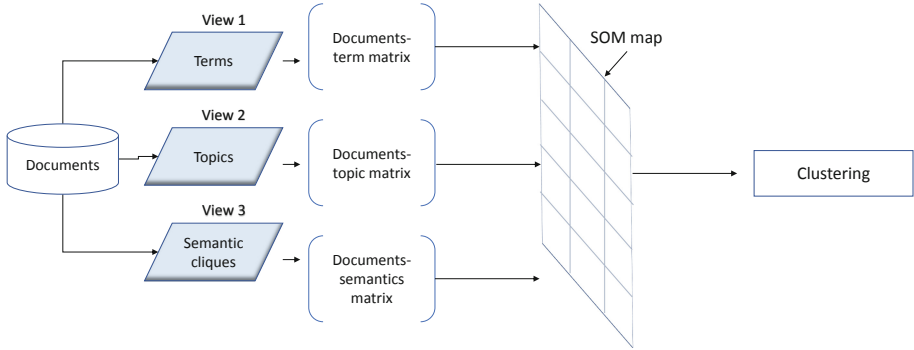 View 1
Terms
Documents-
term matrix
SOM map
View 2
Documents
Topics
Documents-
topic matrix
Clustering
View 3
Semantic
cliques
Documents-
semantics
matrix